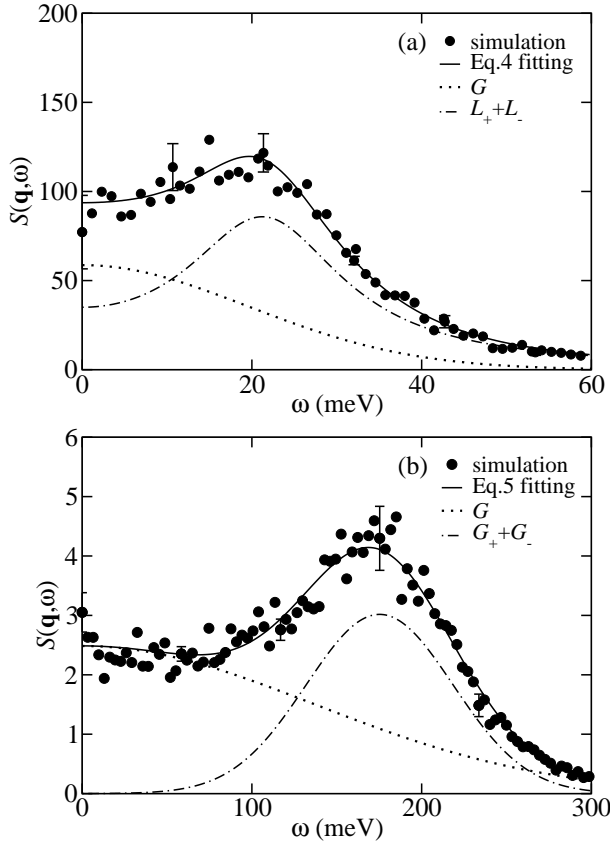 200
150
100
50
0
S(q,ω)
(a)
simulation
Eq.4 fitting
G
L₊+L₋
0 20 40 60
ω (meV)
6
5
4
3
2
1
0
S(q,ω)
(b)
simulation
Eq.5 fitting
G
G₊+G₋
0 100 200 300
ω (meV)